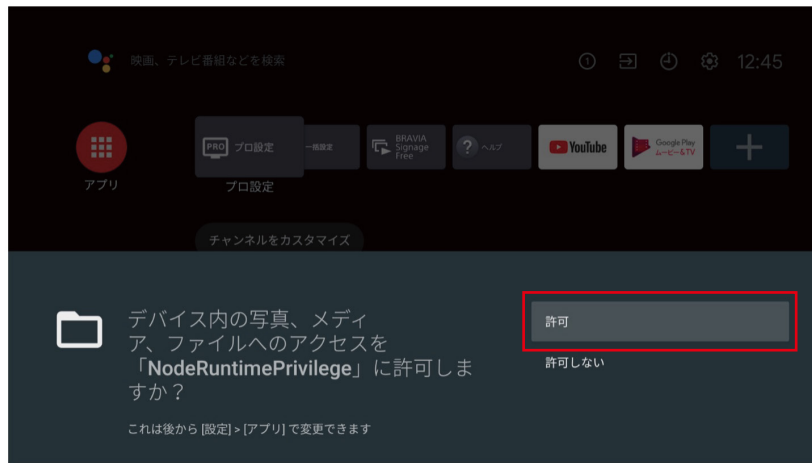 映画、テレビ番組などを検索
12:45
PRO プロ設定
一括設定
BRAVIA
Signage
Free
? ヘルプ
YouTube
Google Play
ムービー&TV
アプリ
プロ設定
チャンネルをカスタマイズ
デバイス内の写真、メディ
ア、ファイルへのアクセスを
「NodeRuntimePrivilege」に許可しま
すか？
これは後から [設定] > [アプリ] で変更できます
許可
許可しない